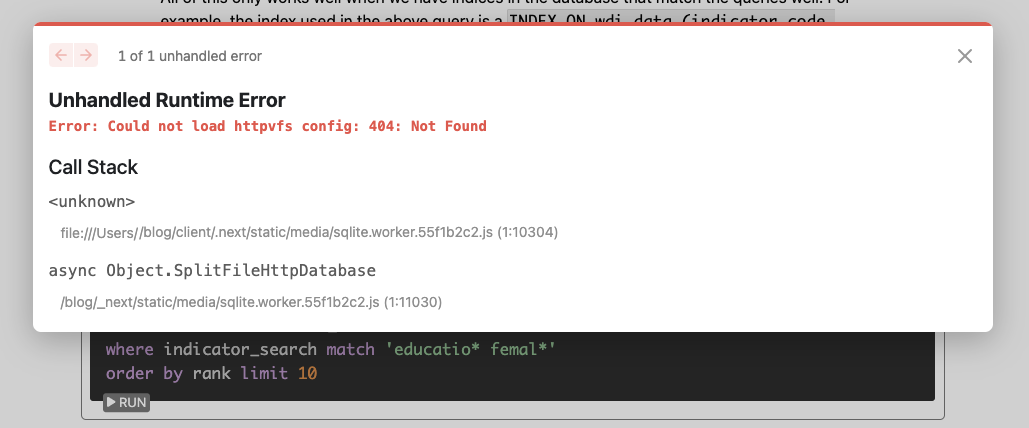 All of this only works well when we have indices in the database that match the queries well. For
example, the index used in the above query is a INDEX ON wdi_data (indicator_code,
1 of 1 unhandled error
Unhandled Runtime Error
Error: Could not load httpvfs config: 404: Not Found
Call Stack
<unknown>
file:///Users//blog/client/.next/static/media/sqlite.worker.55f1b2c2.js (1:10304)
async Object.SplitFileHttpDatabase
/blog/_next/static/media/sqlite.worker.55f1b2c2.js (1:11030)
where indicator_search match 'educatio* femal*'
order by rank limit 10
RUN